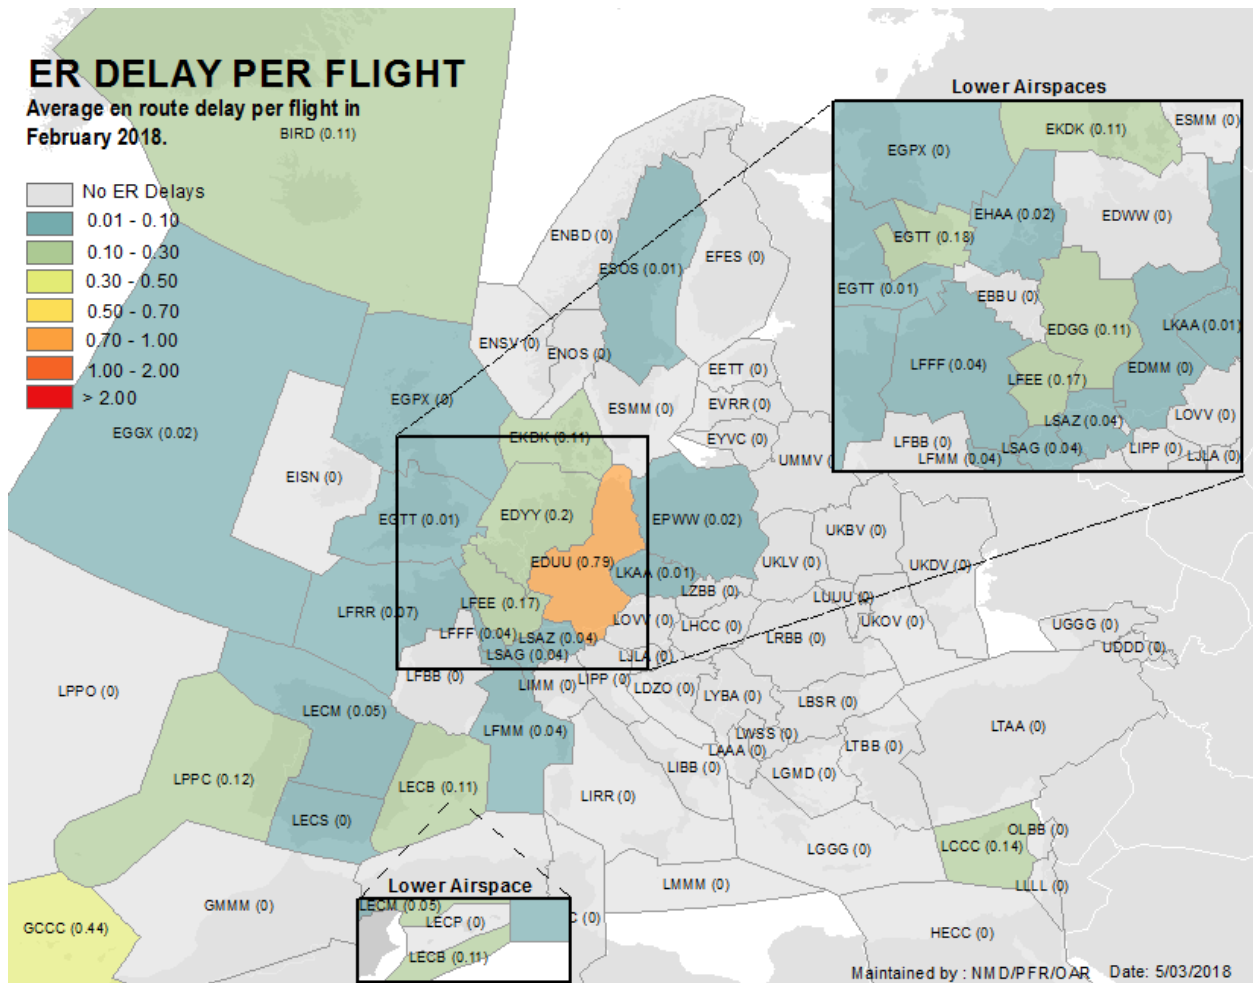 ER DELAY PER FLIGHT
Average en route delay per flight in
February 2018.
No ER Delays
0.01 - 0.10
0.10 - 0.30
0.30 - 0.50
0.50 - 0.70
0.70 - 1.00
1.00 - 2.00
> 2.00
BIRD (0.11)
ENBD (0)
ESOS (0.01)
EFES (0)
ENSV (0)
ENOS (0)
EETT (0)
EGPX (0)
ESMM (0)
EVRR (0)
EGGX (0.02)
EKDK (0.11)
EYVC (0)
UMMV
EISN (0)
EGTT (0.01)
EDYY (0.2)
EPWW (0.02)
UKBV (0)
EDUU (0.79)
LKAA (0.01)
UKLV (0)
UKDV (0)
LZBB (0)
LFRR (0.07)
LFEE (0.17)
LUUU (0)
LOVV (0)
LHCC (0)
UKOV (0)
LFFF (0.04)
LSAZ (0.04)
LRBB (0)
UGGG (0)
LSAG (0.04)
LJLA (0)
UDDD (0)
LPPO (0)
LFBB (0)
LIMM (0)
LIPP (0)
LDZO (0)
LYBA (0)
LBSR (0)
LECM (0.05)
LFMM (0.04)
LWSS (0)
LTAA (0)
LAAA (0)
LTBB (0)
LPPC (0.12)
LECB (0.11)
LIBB (0)
LGMD (0)
LIRR (0)
LECS (0)
OLBB (0)
LCCC (0.14)
LGGG (0)
LMMM (0)
LLLL (0)
GMMM (0)
GCCC (0.44)
C (0)
HECC (0)
Lower Airspaces
ESMM (0)
EKDK (0.11)
EGPX (0)
EHAA (0.02)
EDWW (0)
EGTT (0.18)
EGTT (0.01)
EBBU (0)
EDGG (0.11)
LKAA (0.01)
LFFF (0.04)
LFEE (0.17)
EDMM (0)
LSAZ (0.04)
LOVV (0)
LFBB (0)
LSAG (0.04)
LIPP (0)
LFMM (0.04)
LJLA (0)
Lower Airspace
LECM (0.05)
LECP (0)
LECB (0.11)
Maintained by : NMD/PFR/OAR Date: 5/03/2018